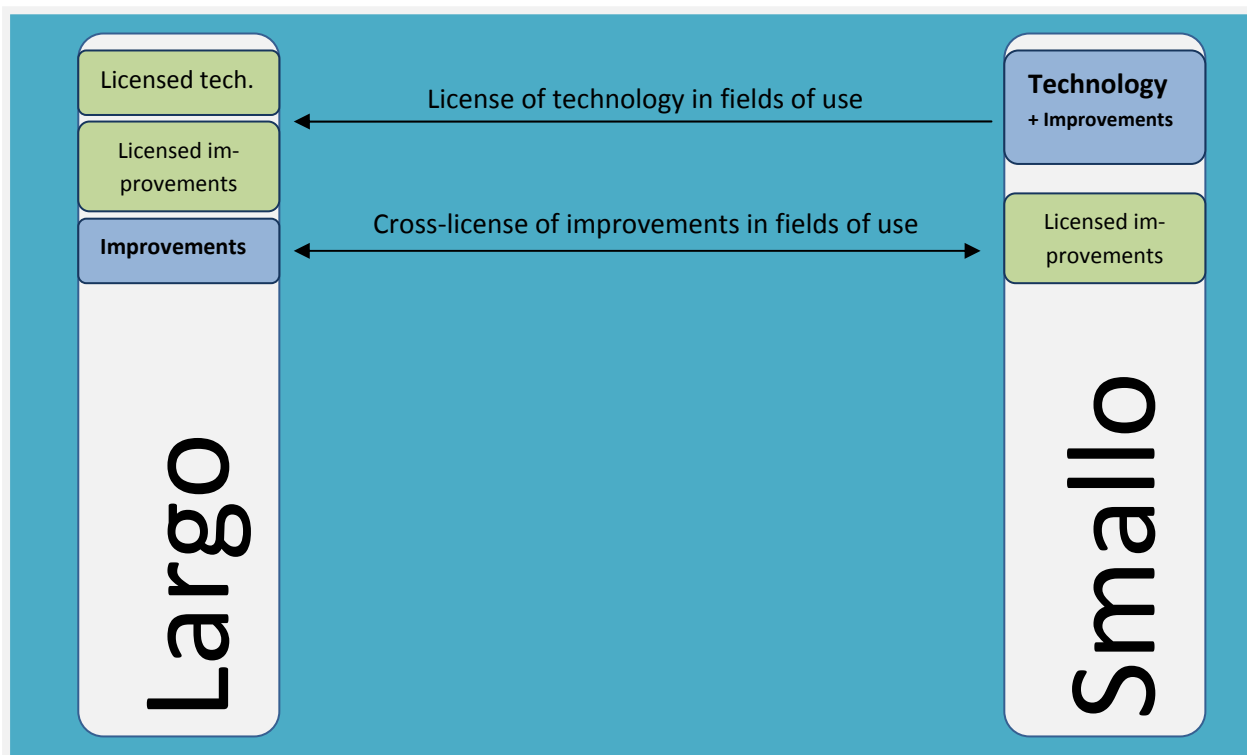 Licensed tech.
Licensed im-
provements
Improvements
Largo
License of technology in fields of use
Cross-license of improvements in fields of use
Technology
+ Improvements
Licensed im-
provements
Smallo